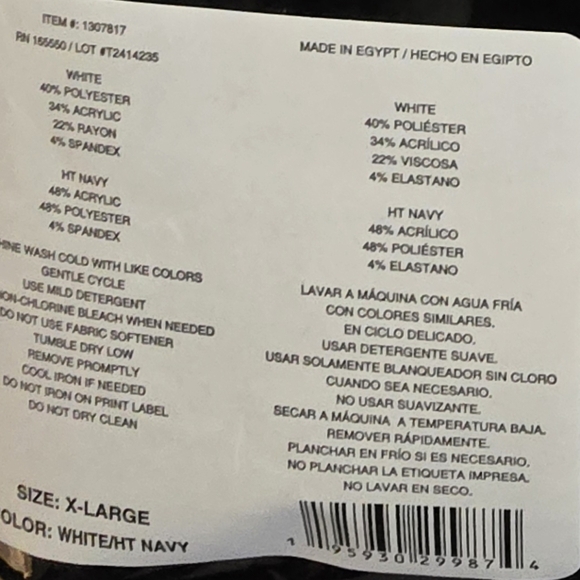 ITEM #: 1307817
RN 155550 / LOT #T2414235
WHITE
40% POLYESTER
34% ACRYLIC
22% RAYON
4% SPANDEX
HT NAVY
48% ACRYLIC
48% POLYESTER
4% SPANDEX
HINE WASH COLD WITH LIKE COLORS
GENTLE CYCLE
USE MILD DETERGENT
ON-CHLORINE BLEACH WHEN NEEDED
DO NOT USE FABRIC SOFTENER
TUMBLE DRY LOW
REMOVE PROMPTLY
COOL IRON IF NEEDED
DO NOT IRON ON PRINT LABEL
DO NOT DRY CLEAN
SIZE: X-LARGE
OLOR: WHITE/HT NAVY
MADE IN EGYPT / HECHO EN EGIPTO
WHITE
40% POLIÉSTER
34% ACRÍLICO
22% VISCOSA
4% ELASTANO
HT NAVY
48% ACRÍLICO
48% POLIÉSTER
4% ELASTANO
LAVAR A MÁQUINA CON AGUA FRÍA
CON COLORES SIMILARES.
EN CICLO DELICADO.
USAR DETERGENTE SUAVE.
USAR SOLAMENTE BLANQUEADOR SIN CLORO
CUANDO SEA NECESARIO.
NO USAR SUAVIZANTE.
SECAR A MÁQUINA A TEMPERATURA BAJA.
REMOVER RÁPIDAMENTE.
PLANCHAR EN FRÍO SI ES NECESARIO.
NO PLANCHAR LA ETIQUETA IMPRESA.
NO LAVAR EN SECO.
1 95930 29987 4